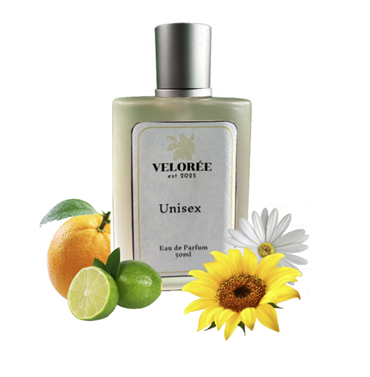 VELORÉE
est 2025
Unisex
Eau de Parfum
50ml